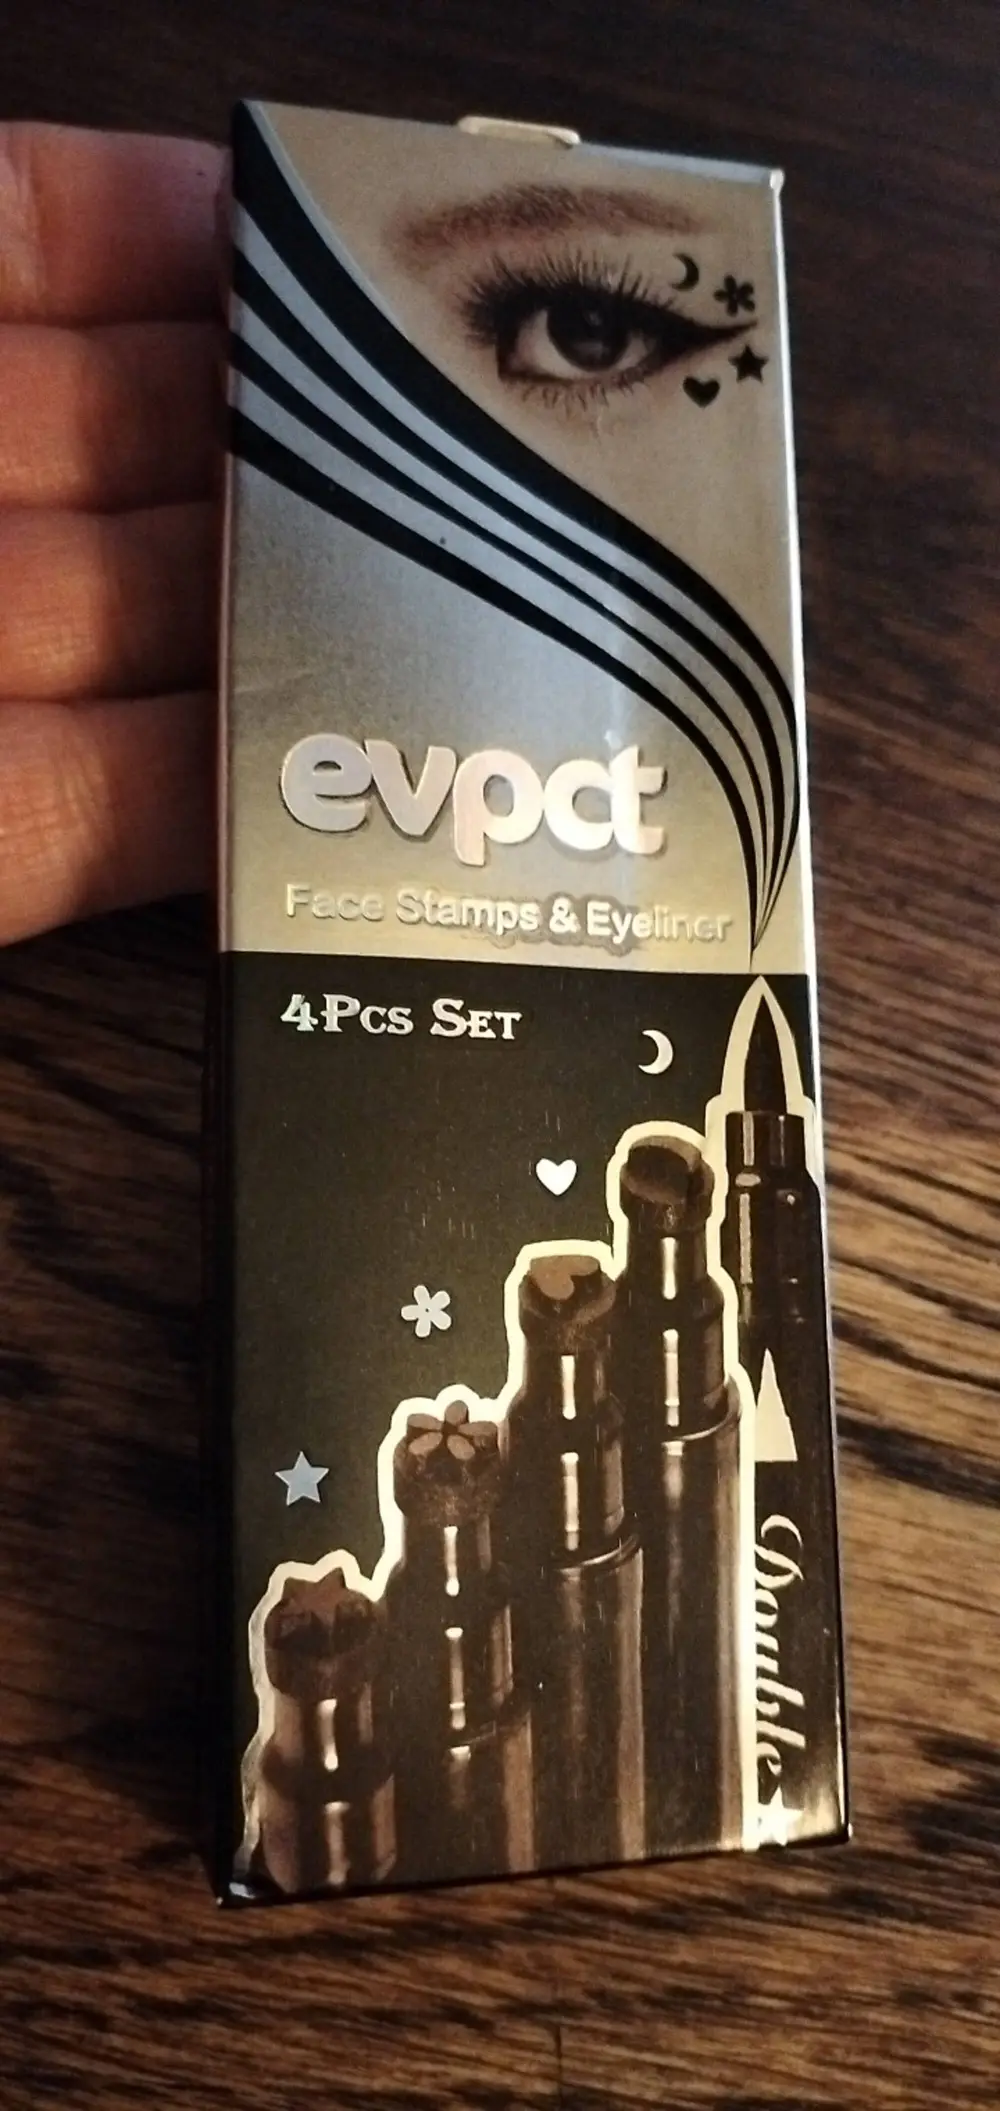 evpct
Face Stamps & Eyeliner
4Pcs Set
Double